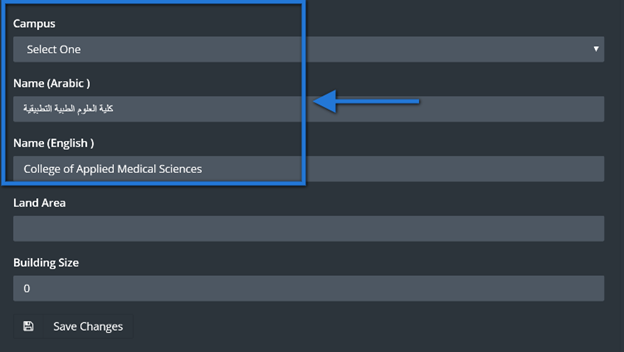 Campus
Select One
Name (Arabic )
كلية العلوم الطبية التطبيقية
Name (English )
College of Applied Medical Sciences
Land Area
Building Size
0
Save Changes